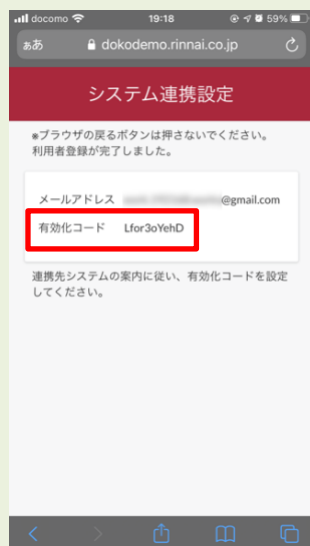 docomo 19:18 59%
ああ dokodemo.rinnai.co.jp
システム連携設定
※ブラウザの戻るボタンは押さないでください。
利用者登録が完了しました。
メールアドレス @gmail.com
有効化コード Lfor3oYehD
連携先システムの案内に従い、有効化コードを設定
してください。